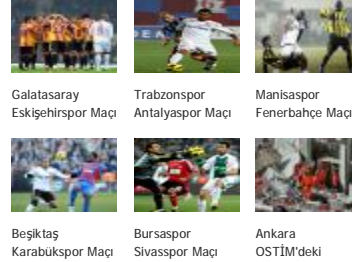 Galatasaray
Eskişehirspor Maçı
Trabzonspor
Antalyaspor Maçı
Manisaspor
Fenerbahçe Maçı
Beşiktaş
Karabükspor Maçı
Bursaspor
Sivasspor Maçı
Ankara
OSTİM'deki